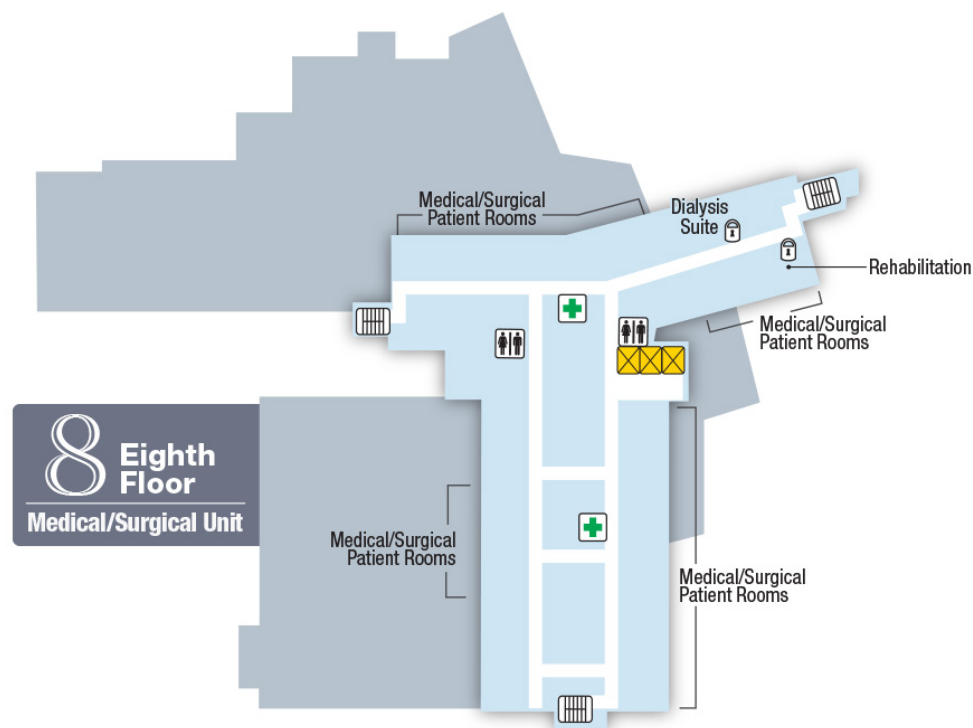 Medical/Surgical
Patient Rooms
Dialysis
Suite
Rehabilitation
Medical/Surgical
Patient Rooms
8 Eighth
Floor
Medical/Surgical Unit
Medical/Surgical
Patient Rooms
Medical/Surgical
Patient Rooms